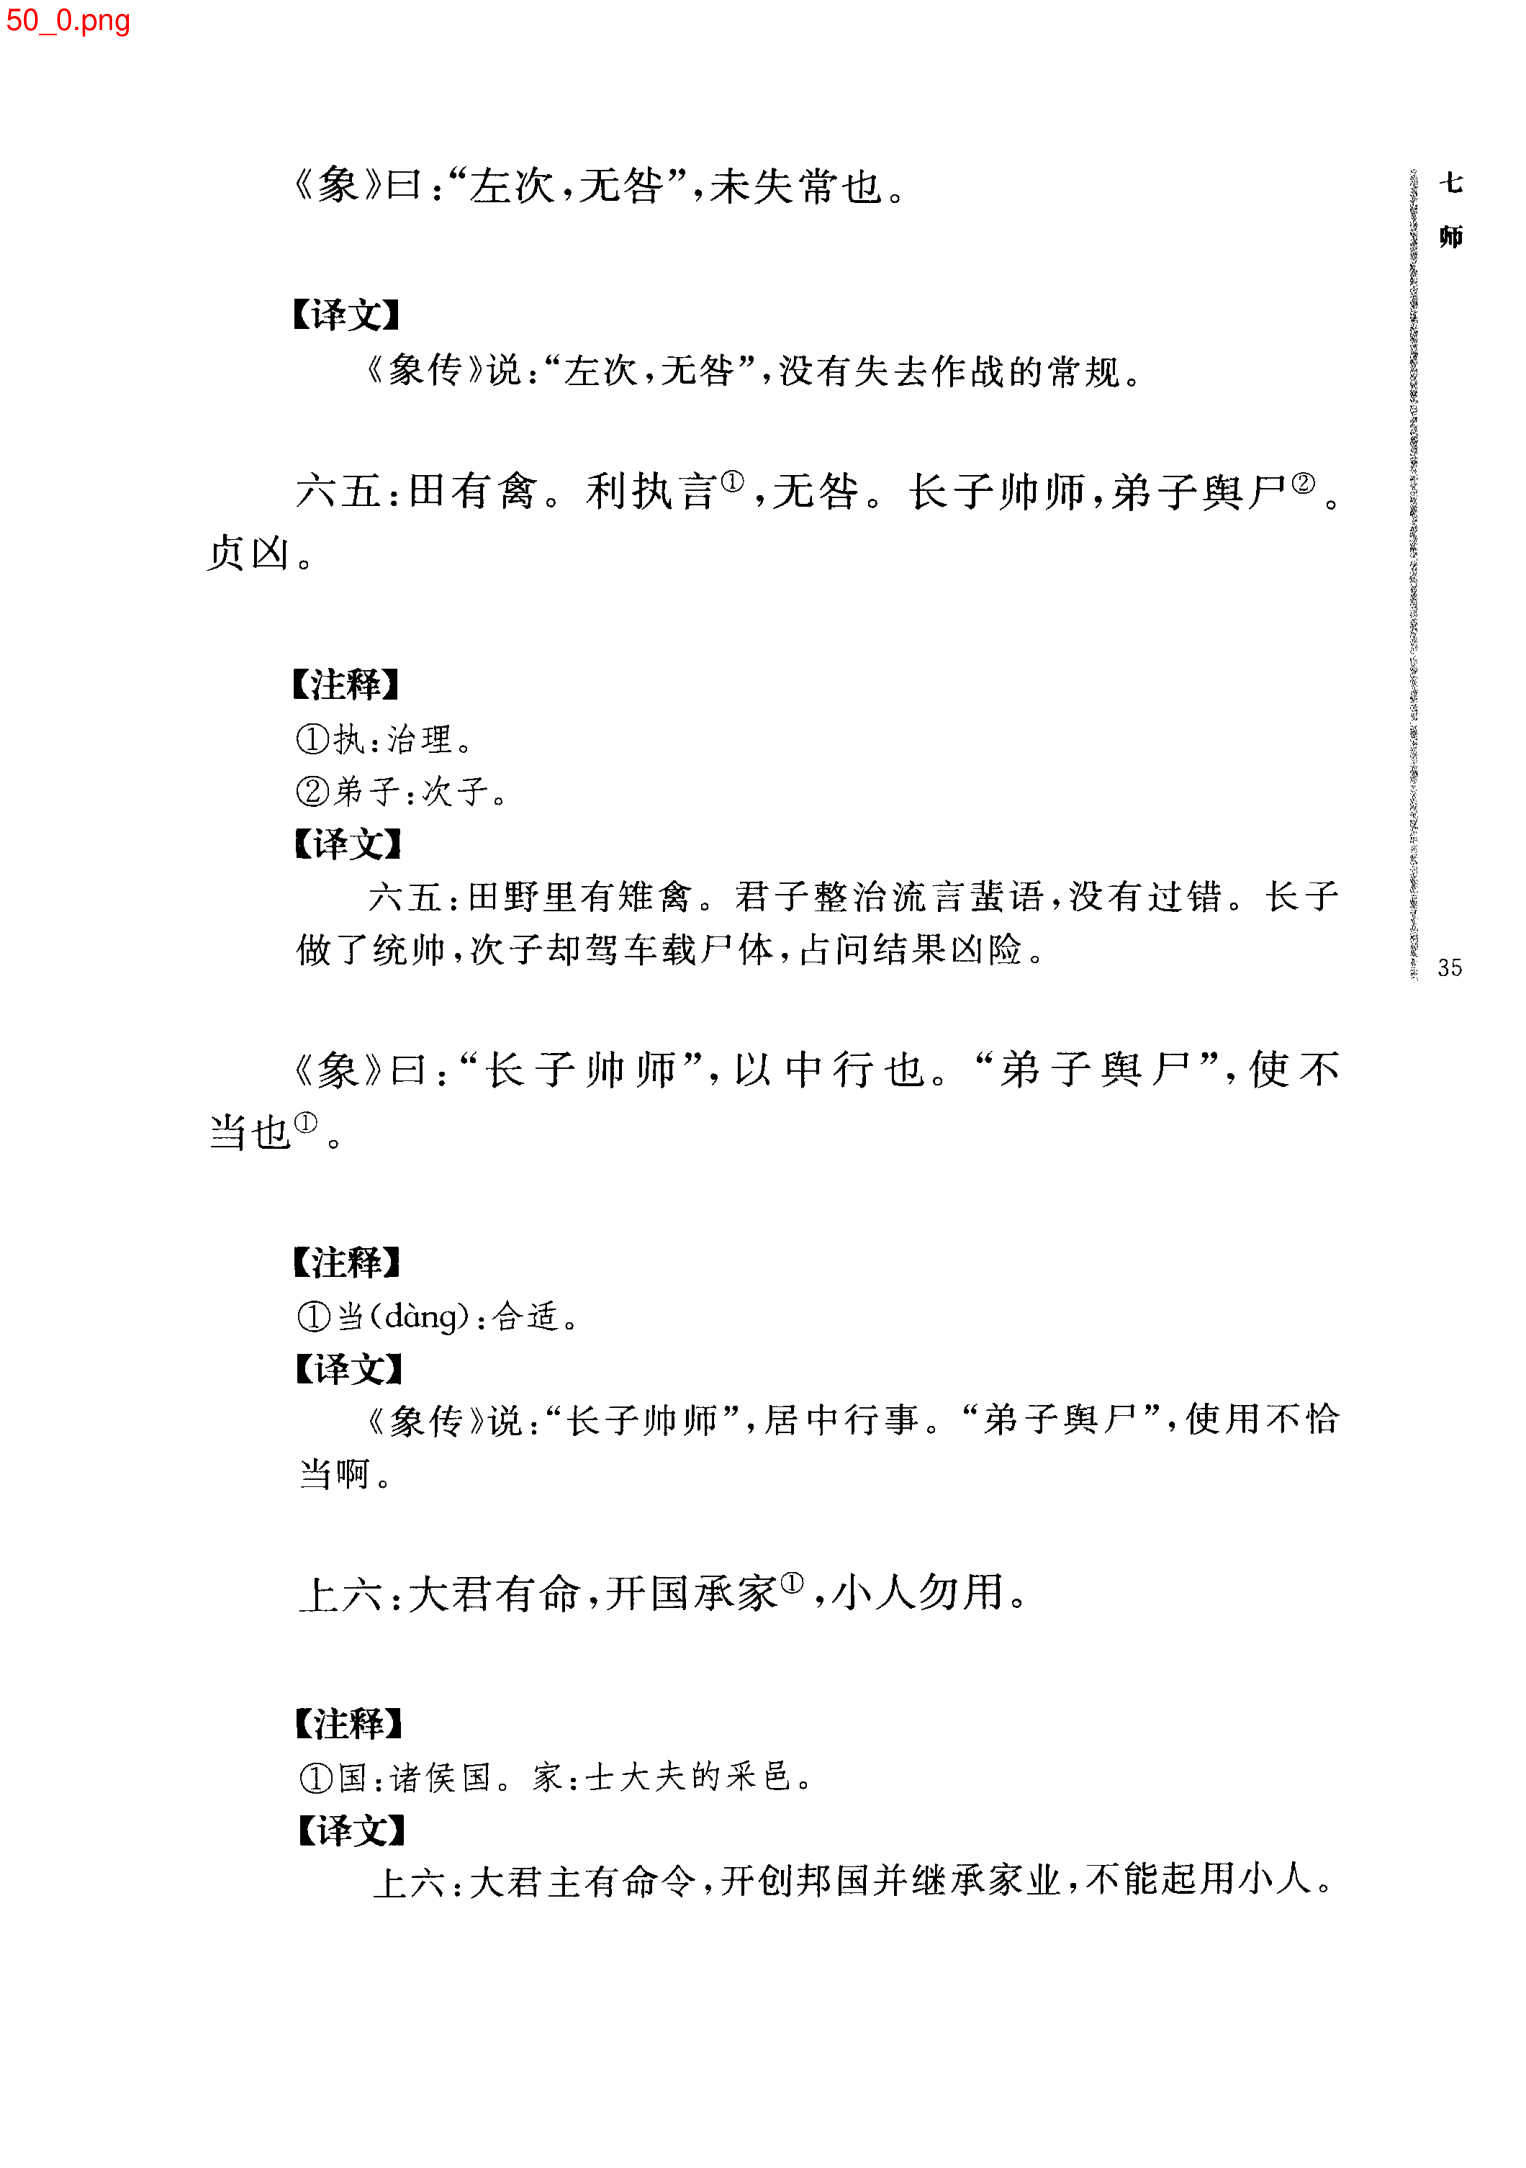 50_0.png
《象》曰：“左次，无咎”，未失常也。
【译文】
《象传》说：“左次，无咎”，没有失去作战的常规。
六五：田有禽。利执言①，无咎。长子帅师，弟子舆尸②。
贞凶。
【注释】
①执：治理。
②弟子：次子。
【译文】
六五：田野里有雉禽。君子整治流言蜚语，没有过错。长子
做了统帅，次子却驾车载尸体，占问结果凶险。
《象》曰：“长子帅师”，以中行也。“弟子舆尸”，使不
当也①。
【注释】
①当（dàng）：合适。
【译文】
《象传》说：“长子帅师”，居中行事。“弟子舆尸”，使用不恰
当啊。
上六：大君有命，开国承家①，小人勿用。
【注释】
①国：诸侯国。家：士大夫的采邑。
【译文】
上六：大君主有命令，开创邦国并继承家业，不能起用小人。
七 师
35